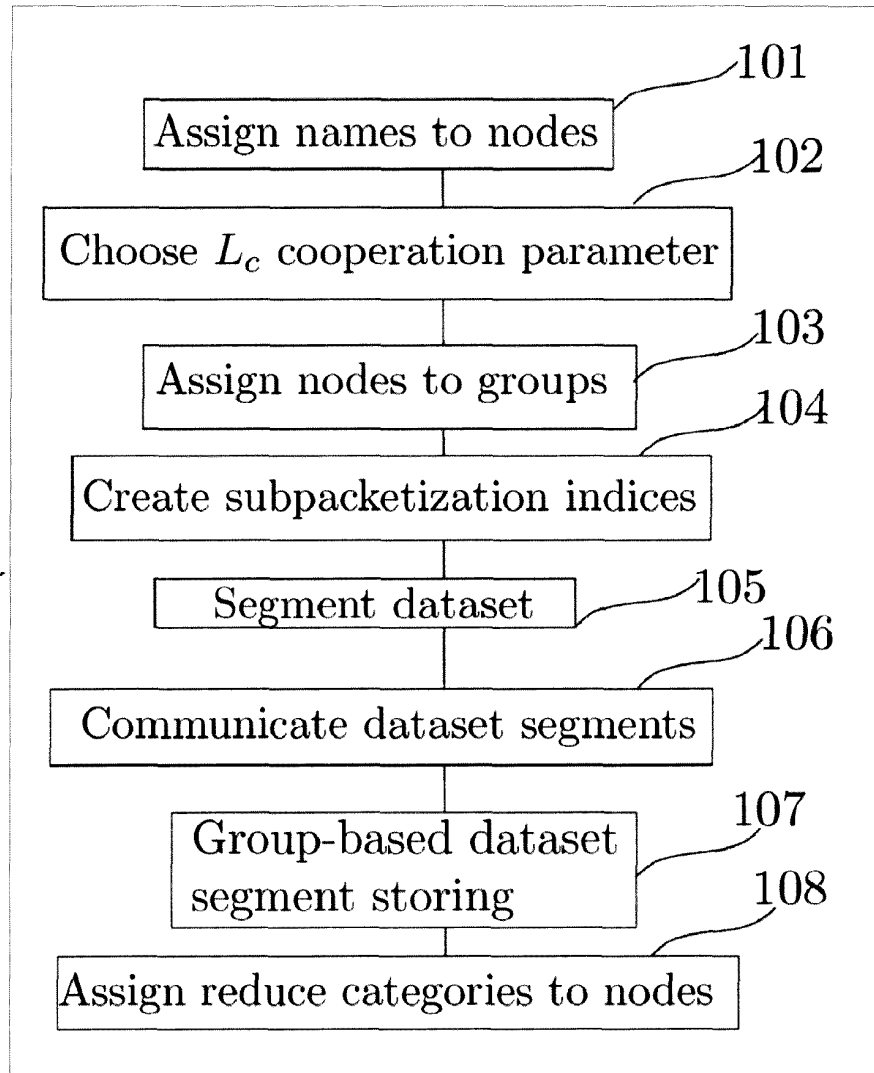 101
Assign names to nodes
102
Choose L_c cooperation parameter
103
Assign nodes to groups
104
Create subpacketization indices
105
Segment dataset
106
Communicate dataset segments
107
Group-based dataset
segment storing
108
Assign reduce categories to nodes